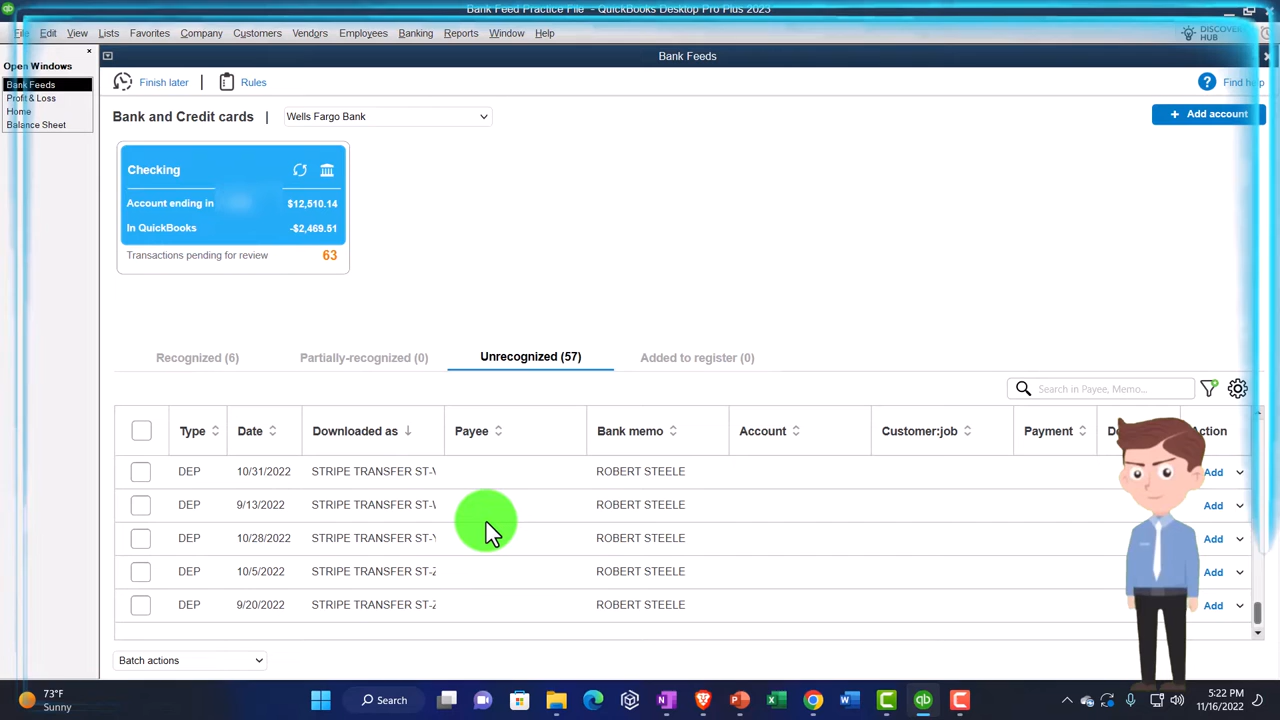 Bank Feed Practice File - QuickBooks Desktop Pro Plus 2023
File Edit View Lists Favorites Company Customers Vendors Employees Banking Reports Window Help
DISCOVER
HUB
Open Windows
Bank Feeds
Profit & Loss
Home
Balance Sheet
Bank Feeds
Finish later | Rules
Find help
Bank and Credit cards | Wells Fargo Bank
+ Add account
Checking
Account ending in $12,510.14
In QuickBooks -$2,469.51
Transactions pending for review 63
Recognized (6) Partially-recognized (0) Unrecognized (57) Added to register (0)
Search in Payee, Memo...
Type Date Downloaded as Payee Bank memo Account Customer:job Payment Action
DEP 10/31/2022 STRIPE TRANSFER ST- ROBERT STEELE Add
DEP 9/13/2022 STRIPE TRANSFER ST- ROBERT STEELE Add
DEP 10/28/2022 STRIPE TRANSFER ST- ROBERT STEELE Add
DEP 10/5/2022 STRIPE TRANSFER ST- ROBERT STEELE Add
DEP 9/20/2022 STRIPE TRANSFER ST- ROBERT STEELE Add
Batch actions
73°F
Sunny
Search
5:22 PM
11/16/2022